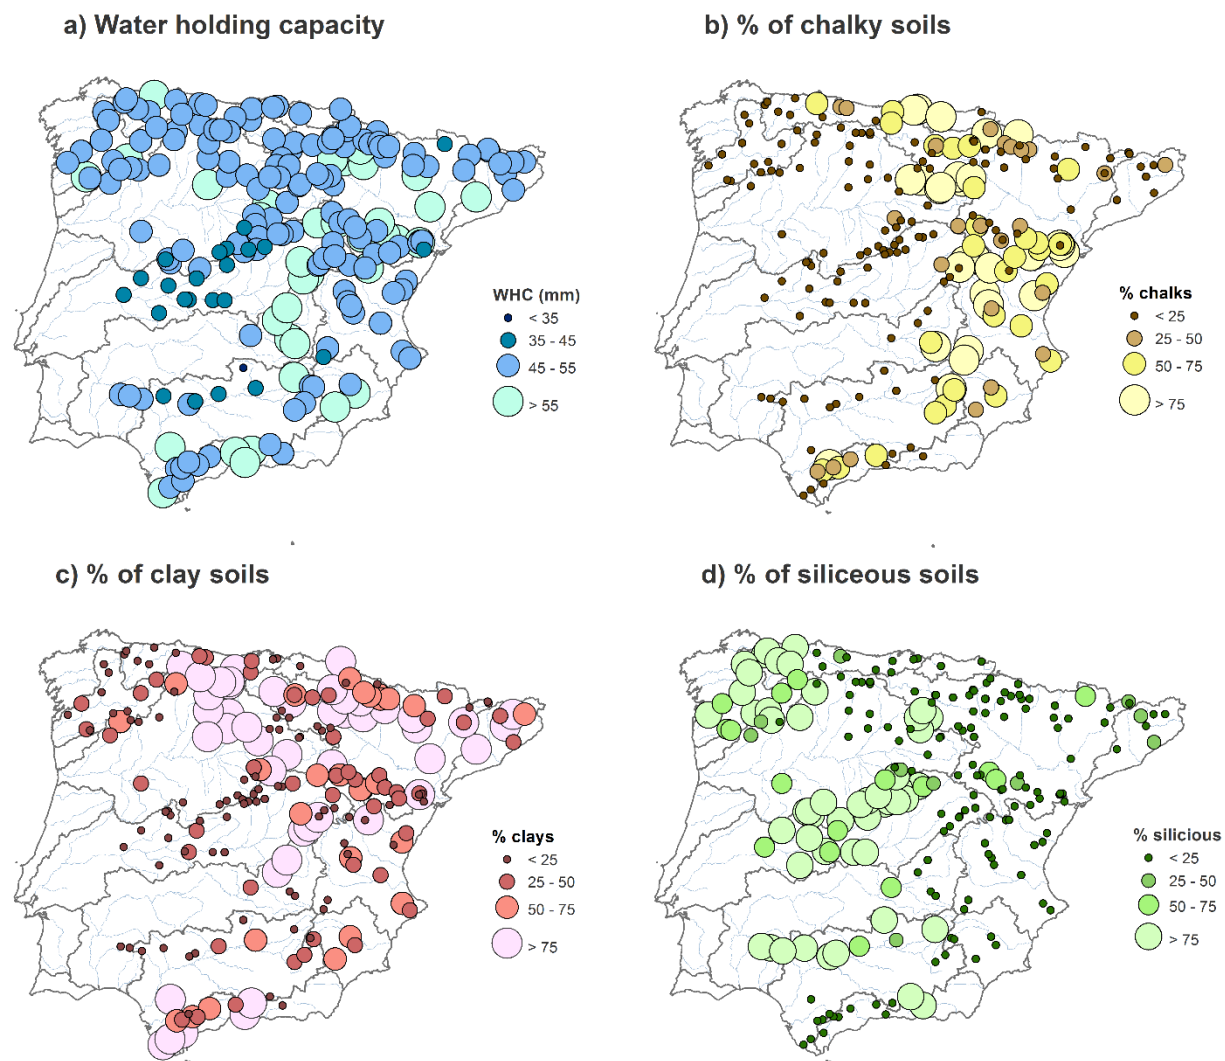 a) Water holding capacity
b) % of chalky soils
WHC (mm)
< 35
35 - 45
45 - 55
> 55
% chalks
< 25
25 - 50
50 - 75
> 75
c) % of clay soils
d) % of siliceous soils
% clays
< 25
25 - 50
50 - 75
> 75
% silicious
< 25
25 - 50
50 - 75
> 75